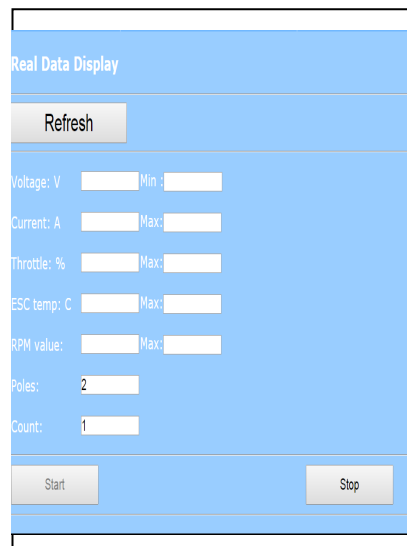 Real Data Display
Refresh
Voltage: V Min :
Current: A Max:
Throttle: % Max:
ESC temp: C Max:
RPM value: Max:
Poles: 2
Count: 1
Start Stop